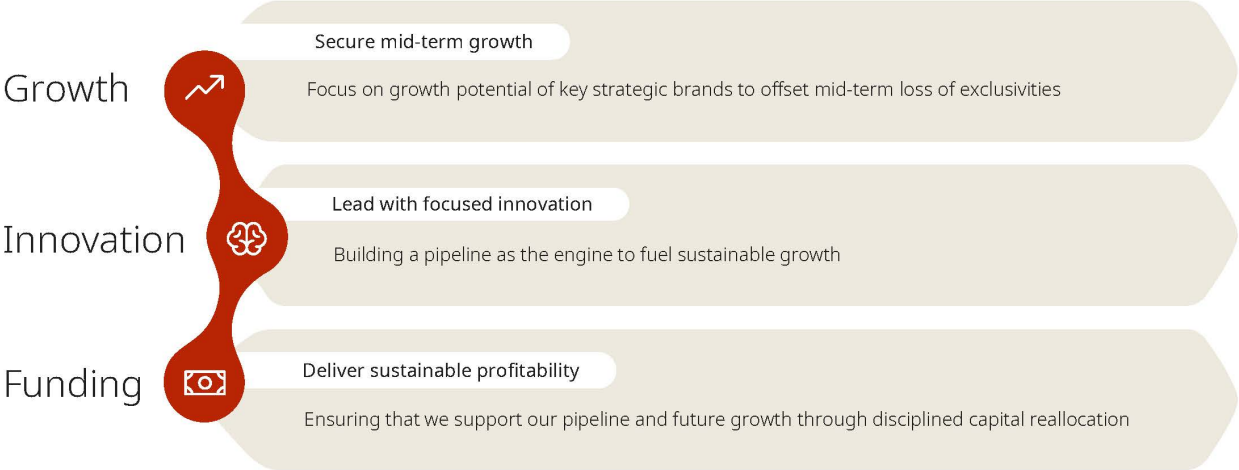 Growth
Secure mid-term growth
Focus on growth potential of key strategic brands to offset mid-term loss of exclusivities
Innovation
Lead with focused innovation
Building a pipeline as the engine to fuel sustainable growth
Funding
Deliver sustainable profitability
Ensuring that we support our pipeline and future growth through disciplined capital reallocation